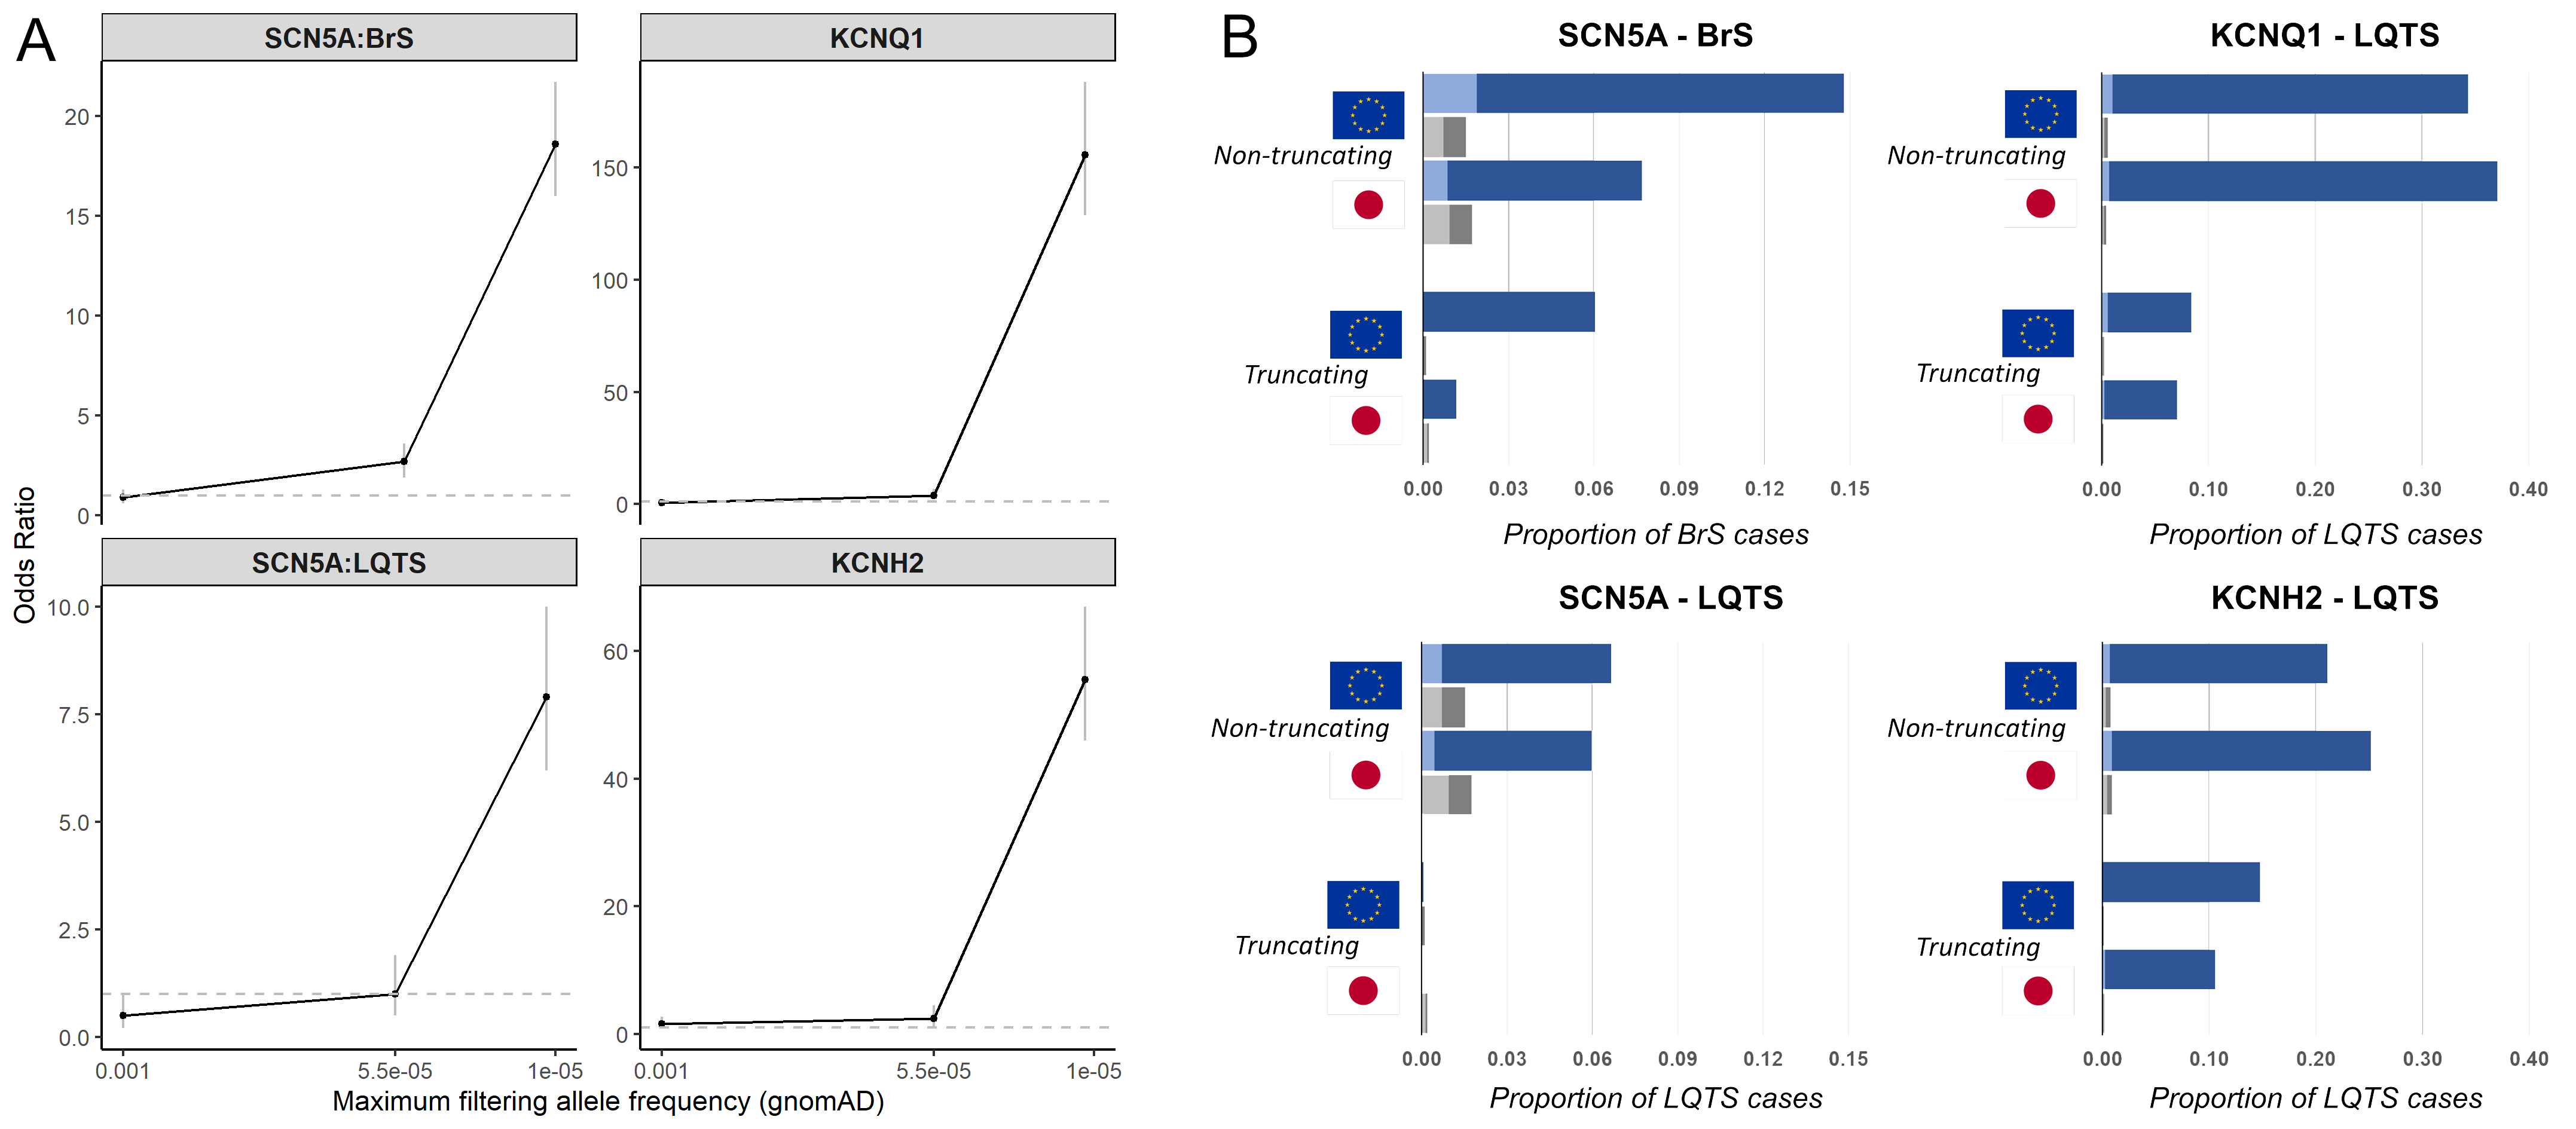 A
SCN5A:BrS
KCNQ1
20
15
10
5
0
150
100
50
0
SCN5A:LQTS
KCNH2
10.0
7.5
5.0
2.5
0.0
60
40
20
0
0.001
5.5e-05
1e-05
0.001
5.5e-05
1e-05
Odds Ratio
Maximum filtering allele frequency (gnomAD)
B
SCN5A - BrS
Non-truncating
Truncating
0.00 0.03 0.06 0.09 0.12 0.15
Proportion of BrS cases
KCNQ1 - LQTS
Non-truncating
Truncating
0.00 0.10 0.20 0.30 0.40
Proportion of LQTS cases
SCN5A - LQTS
Non-truncating
Truncating
0.00 0.03 0.06 0.09 0.12 0.15
Proportion of LQTS cases
KCNH2 - LQTS
Non-truncating
Truncating
0.00 0.10 0.20 0.30 0.40
Proportion of LQTS cases